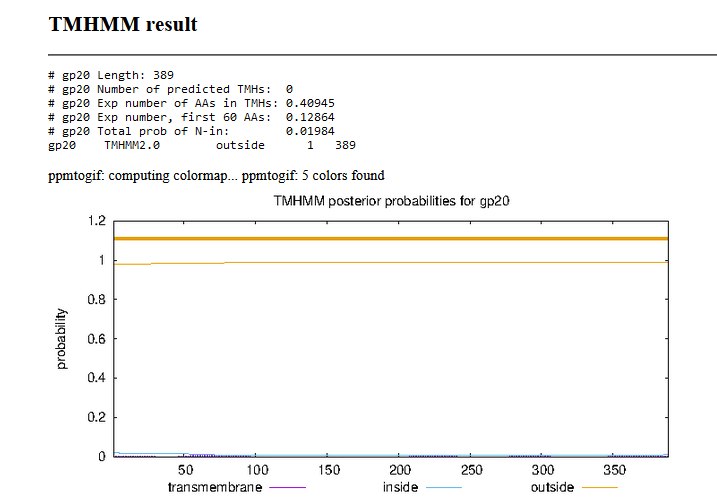 TMHMM result
# gp20 Length: 389
# gp20 Number of predicted TMHs:  0
# gp20 Exp number of AAs in TMHs: 0.40945
# gp20 Exp number, first 60 AAs:  0.12864
# gp20 Total prob of N-in:        0.01984
gp20    TMHMM2.0        outside      1   389
ppmtogif: computing colormap... ppmtogif: 5 colors found
TMHMM posterior probabilities for gp20
1.2
1
0.8
0.6
0.4
0.2
0
probability
50 100 150 200 250 300 350
transmembrane inside outside